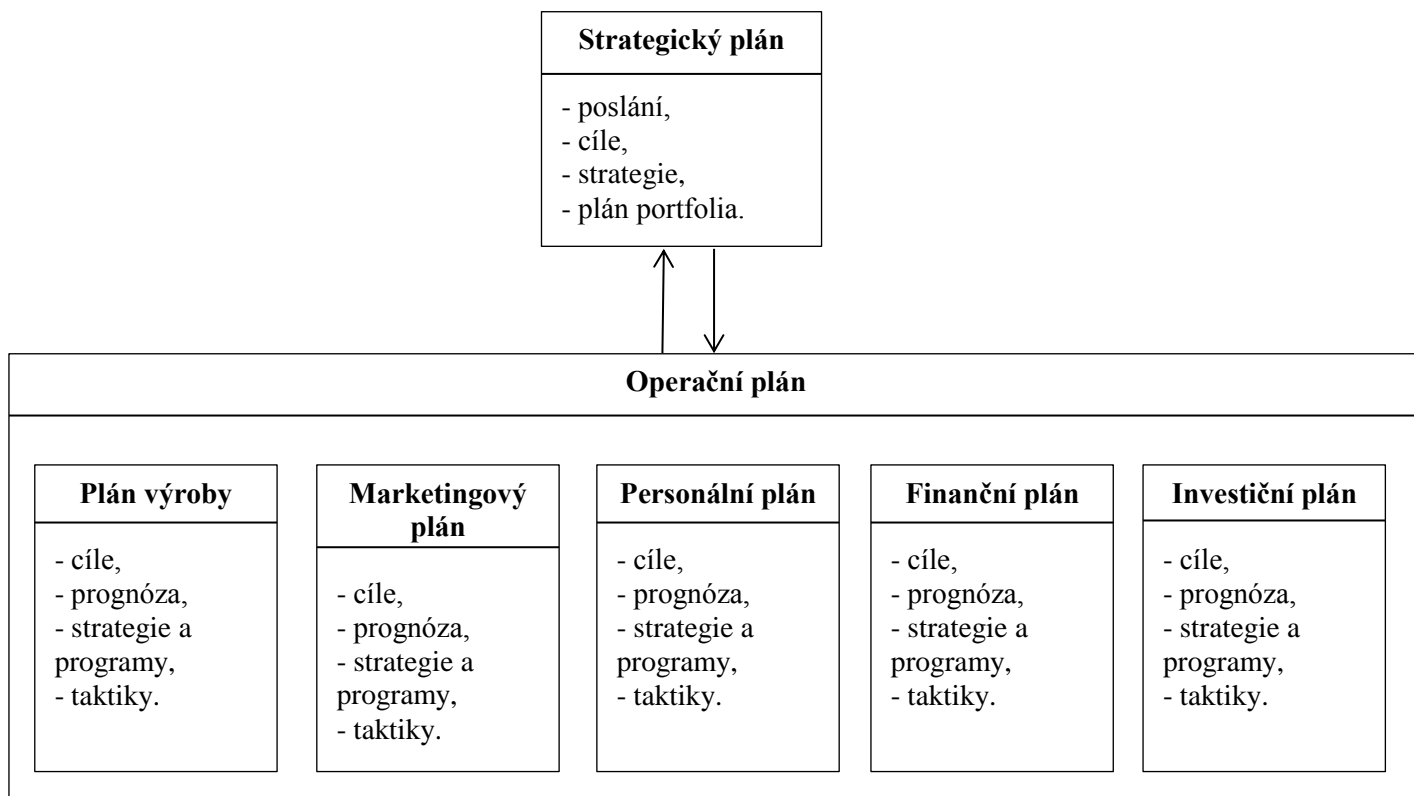 Strategický plán
- poslání,
- cíle,
- strategie,
- plán portfolia.
Operační plán
Plán výroby
- cíle,
- prognóza,
- strategie a
programy,
- taktiky.
Marketingový
plán
- cíle,
- prognóza,
- strategie a
programy,
- taktiky.
Personální plán
- cíle,
- prognóza,
- strategie a
programy,
- taktiky.
Finanční plán
- cíle,
- prognóza,
- strategie a
programy,
- taktiky.
Investiční plán
- cíle,
- prognóza,
- strategie a
programy,
- taktiky.